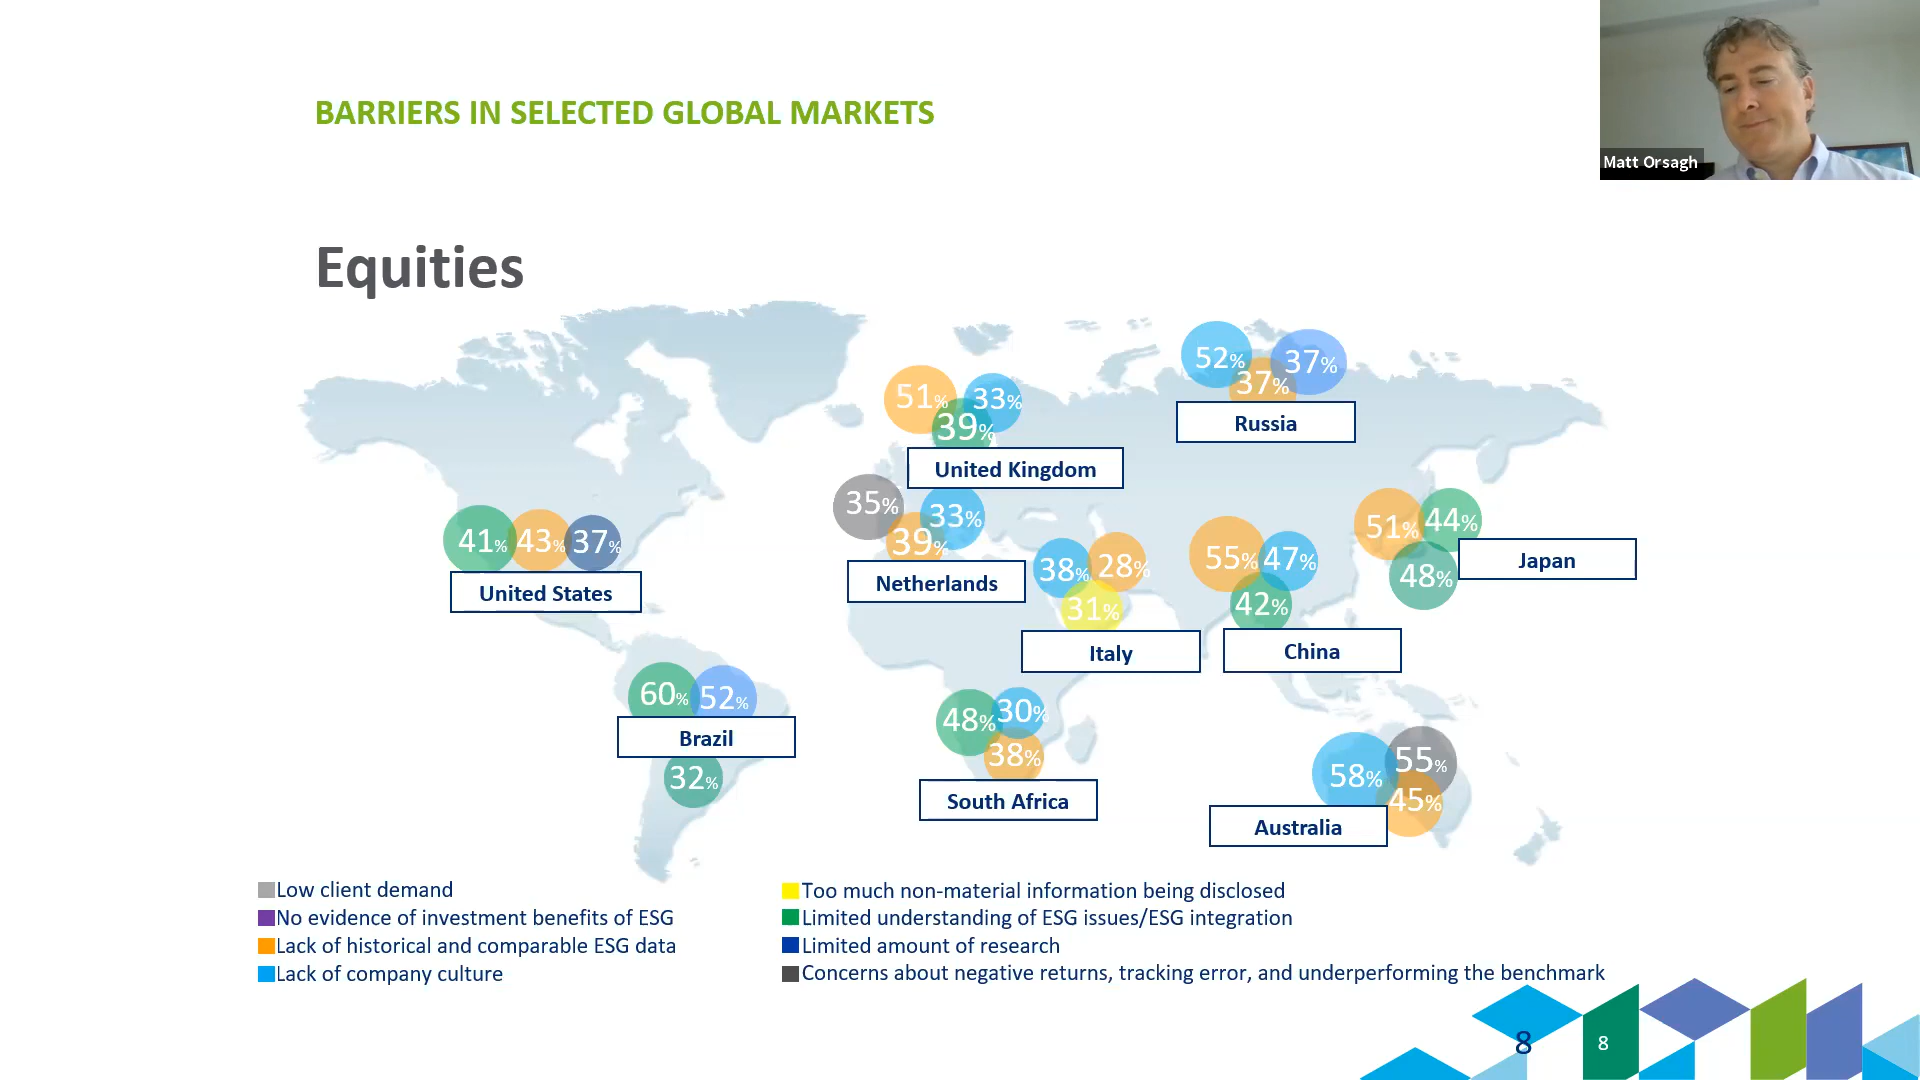 Matt Orsagh
BARRIERS IN SELECTED GLOBAL MARKETS
Equities
52% 37% 37%
Russia
51% 33% 39%
United Kingdom
35% 33% 39%
Netherlands
41% 43% 37%
United States
38% 28% 31%
Italy
55% 47% 42%
China
51% 44% 48%
Japan
60% 52%
Brazil
32%
48% 30% 38%
South Africa
58% 55% 45%
Australia
Low client demand
No evidence of investment benefits of ESG
Lack of historical and comparable ESG data
Lack of company culture
Too much non-material information being disclosed
Limited understanding of ESG issues/ESG integration
Limited amount of research
Concerns about negative returns, tracking error, and underperforming the benchmark
8
8